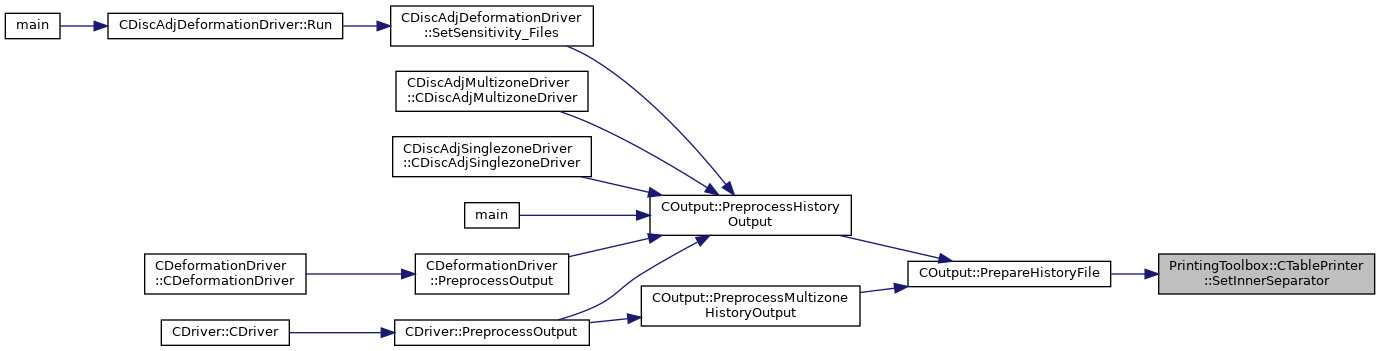 main
CDiscAdjDeformationDriver::Run
CDiscAdjDeformationDriver
::SetSensitivity_Files
CDiscAdjMultizoneDriver
::CDiscAdjMultizoneDriver
CDiscAdjSinglezoneDriver
::CDiscAdjSinglezoneDriver
main
COutput::PreprocessHistory
Output
CDeformationDriver
::CDeformationDriver
CDeformationDriver
::PreprocessOutput
COutput::PrepareHistoryFile
PrintingToolbox::CTablePrinter
::SetInnerSeparator
COutput::PreprocessMultizone
HistoryOutput
CDriver::CDriver
CDriver::PreprocessOutput